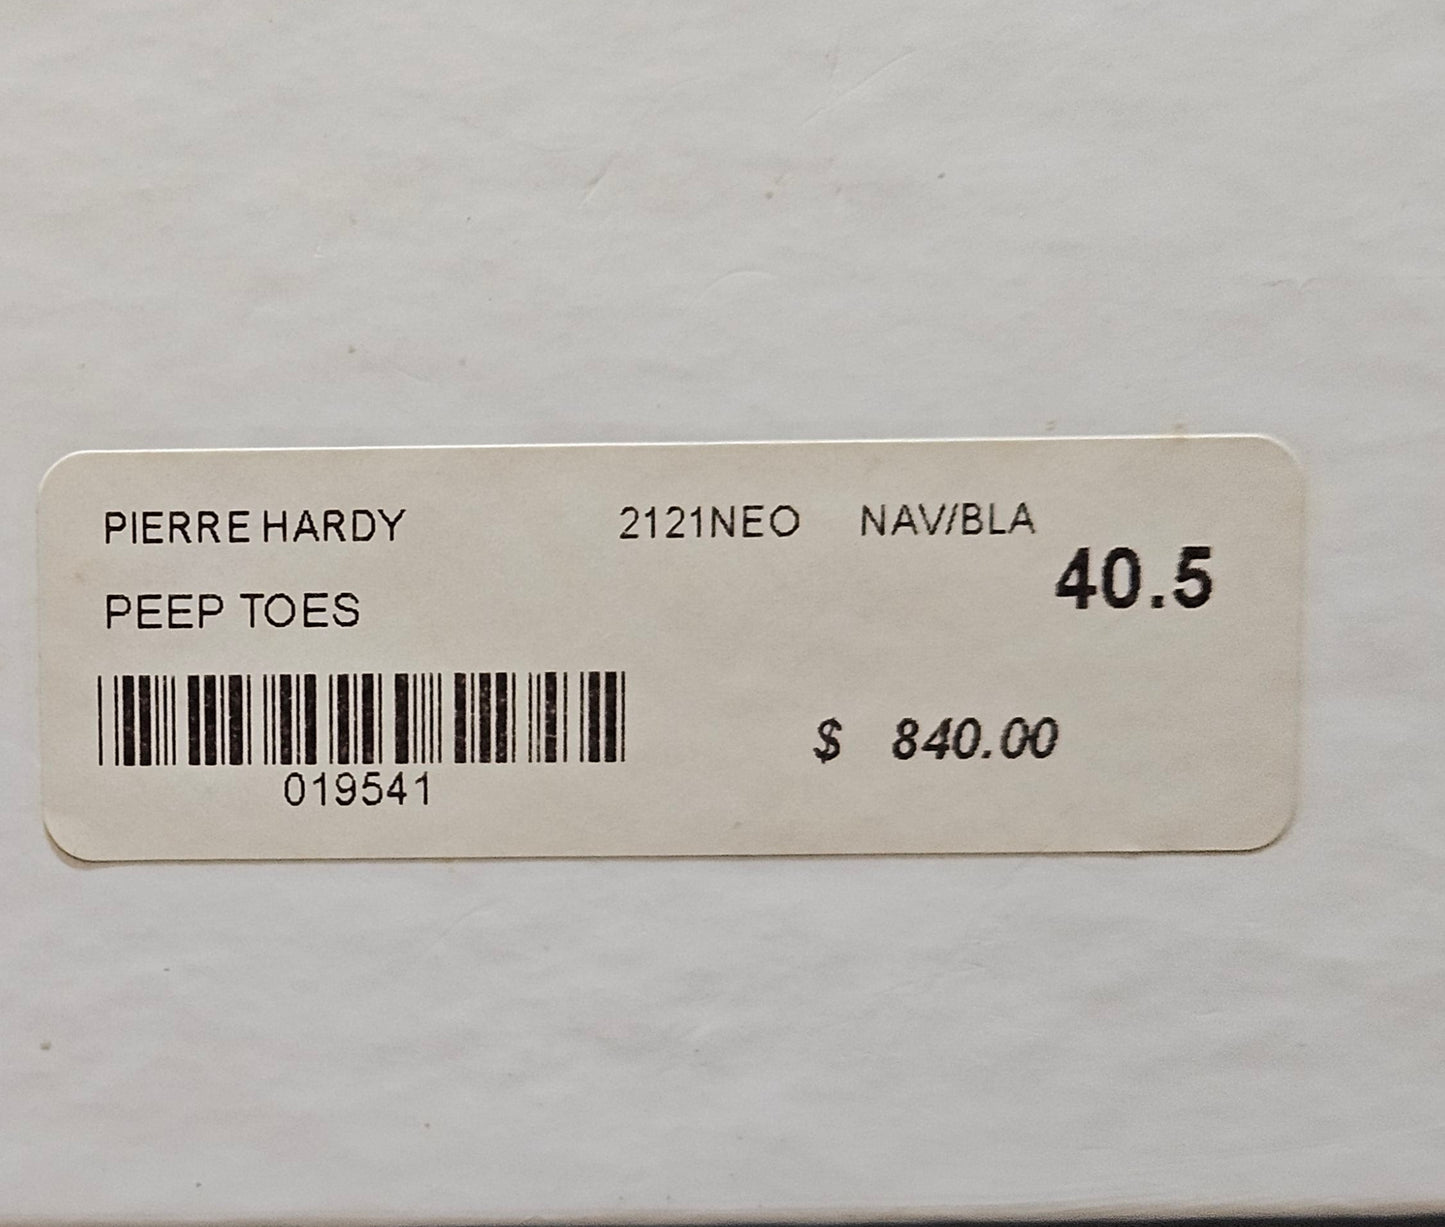 PIERRE HARDY 2121NEO NAV/BLA
40.5
PEEP TOES
$ 840.00
019541